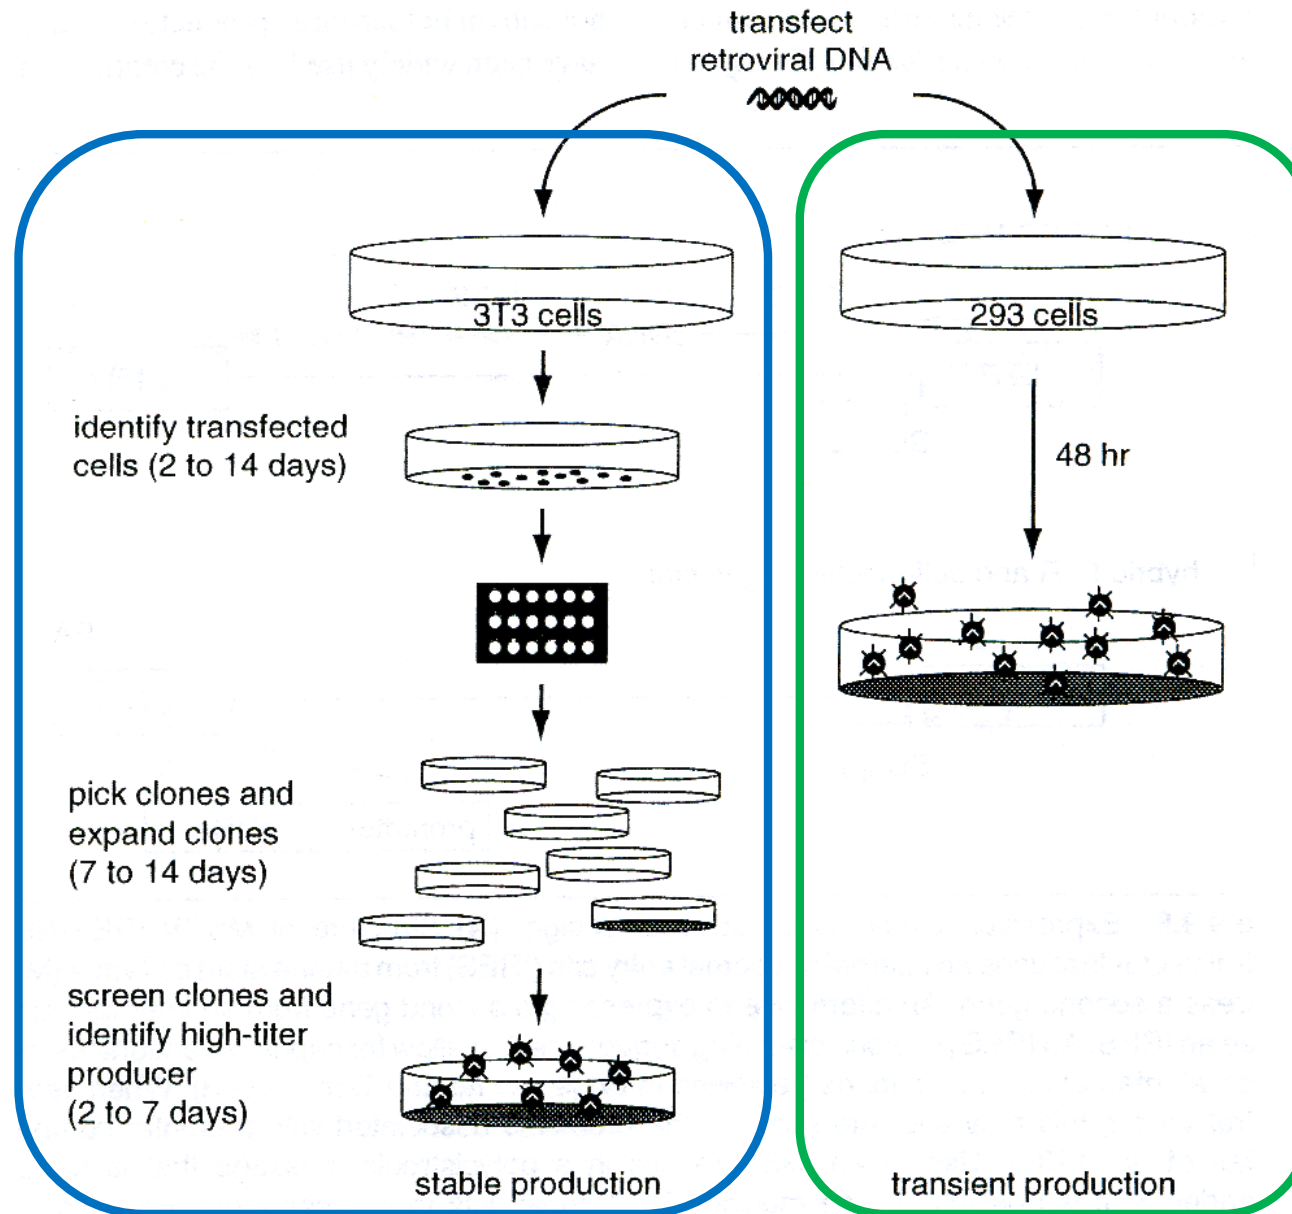 transfect
retroviral DNA
3T3 cells
293 cells
identify transfected
cells (2 to 14 days)
48 hr
pick clones and
expand clones
(7 to 14 days)
screen clones and
identify high-titer
producer
(2 to 7 days)
stable production
transient production